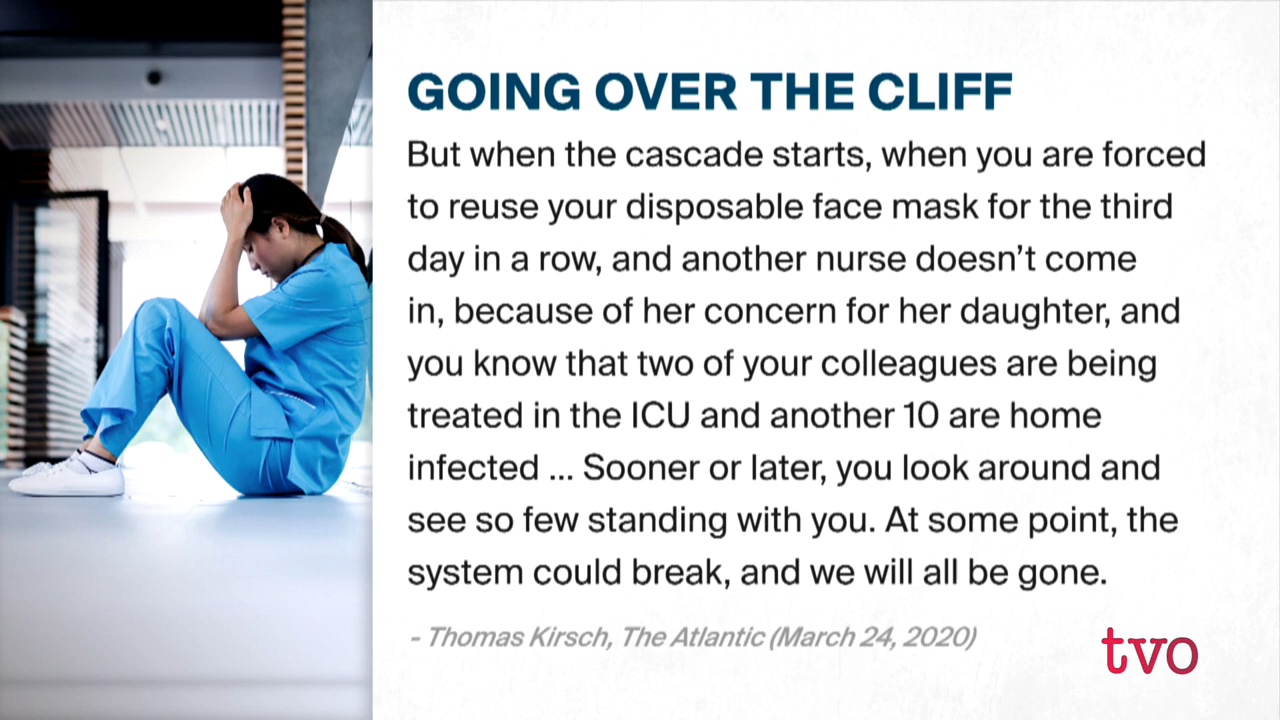 GOING OVER THE CLIFF
But when the cascade starts, when you are forced
to reuse your disposable face mask for the third
day in a row, and another nurse doesn’t come
in, because of her concern for her daughter, and
you know that two of your colleagues are being
treated in the ICU and another 10 are home
infected ... Sooner or later, you look around and
see so few standing with you. At some point, the
system could break, and we will all be gone.
– Thomas Kirsch, The Atlantic (March 24, 2020)
tvo